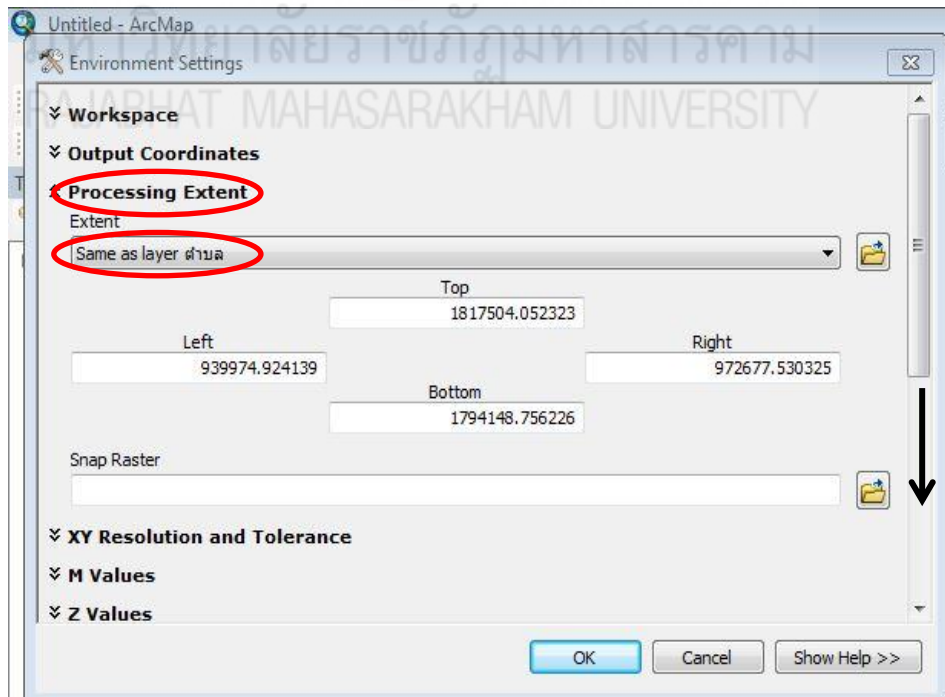 Untitled - ArcMap
มหาวิทยาลัยราชภัฏมหาสารคาม
Environment Settings
RAJABHAT MAHASARAKHAM UNIVERSITY
Workspace
Output Coordinates
Processing Extent
Extent
Same as layer ตำบล
Top
1817504.052323
Left
Right
939974.924139
972677.530325
Bottom
1794148.756226
Snap Raster
XY Resolution and Tolerance
M Values
Z Values
OK
Cancel
Show Help >>